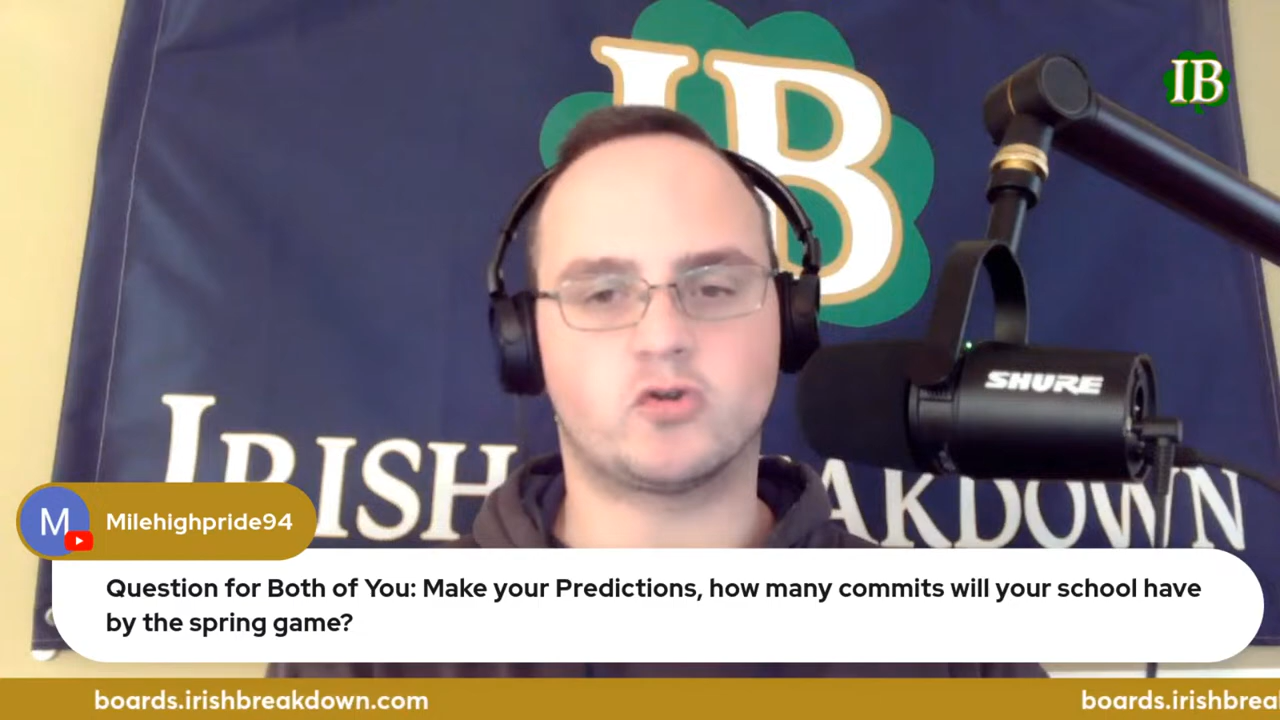 IB
IB
IRISH
AKDOWN
SHURE
M
Milehighpride94
Question for Both of You: Make your Predictions, how many commits will your school have
by the spring game?
boards.irishbreakdown.com
boards.irishbrea